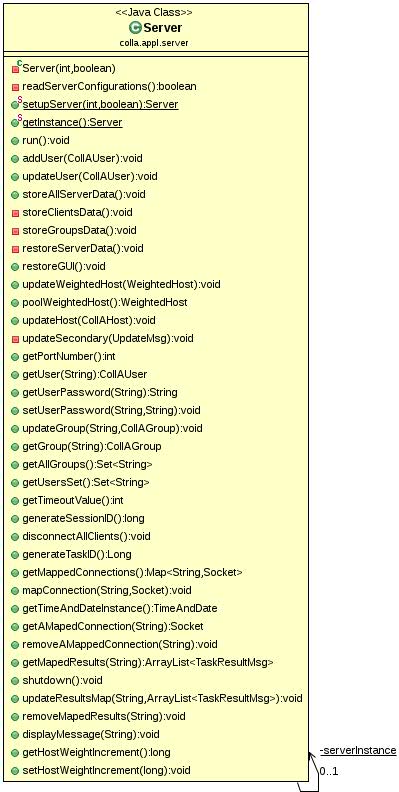 <<Java Class>>
Server
colla.appl.server
Server(int,boolean)
readServerConfigurations():boolean
setupServer(int,boolean):Server
getInstance():Server
run():void
addUser(CollAUser):void
updateUser(CollAUser):void
storeAllServerData():void
storeClientsData():void
storeGroupsData():void
restoreServerData():void
restoreGUI():void
updateWeightedHost(WeightedHost):void
poolWeightedHost():WeightedHost
updateHost(CollAHost):void
updateSecondary(UpdateMsg):void
getPortNumber():int
getUser(String):CollAUser
getUserPassword(String):String
setUserPassword(String,String):void
updateGroup(String,CollAGroup):void
getGroup(String):CollAGroup
getAllGroups():Set<String>
getUsersSet():Set<String>
getTimeoutValue():int
generateSessionID():long
disconnectAllClients():void
generateTaskID():Long
getMappedConnections():Map<String,Socket>
mapConnection(String,Socket):void
getTimeAndDateInstance():TimeAndDate
getAMapedConnection(String):Socket
removeAMappedConnection(String):void
getMapedResults(String):ArrayList<TaskResultMsg>
shutdown():void
updateResultsMap(String,ArrayList<TaskResultMsg>):void
removeMapedResults(String):void
displayMessage(String):void
getHostWeightIncrement():long
setHostWeightIncrement(long):void
-serverInstance
0..1